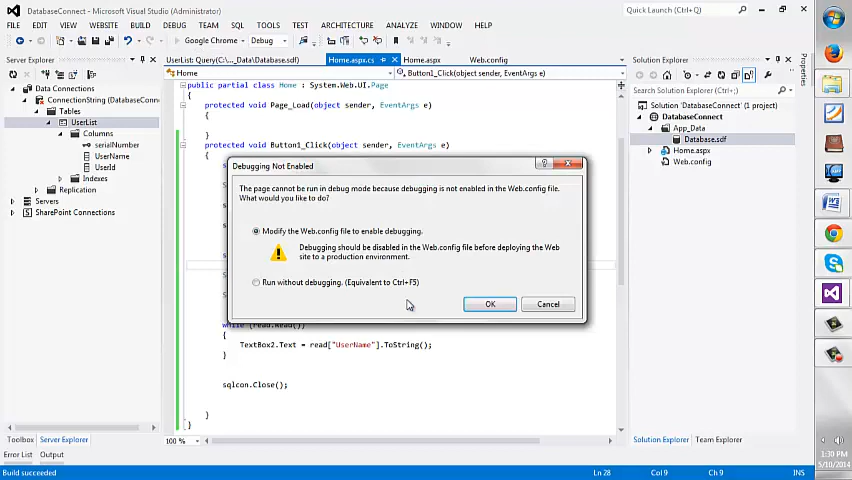 DatabaseConnect - Microsoft Visual Studio (Administrator)
Quick Launch (Ctrl+Q)
FILE EDIT VIEW WEBSITE BUILD DEBUG TEAM SQL TOOLS TEST ARCHITECTURE ANALYZE WINDOW HELP
Google Chrome Debug
Server Explorer
UserList: Query(C:\..._Data\Database.sdf) Home.aspx.cs Home.aspx Web.config
Solution Explorer
Properties
Home
Button1_Click(object sender, EventArgs e)
Data Connections
ConnectionString (DatabaseConn
Tables
UserList
Columns
serialNumber
UserName
UserId
Indexes
Replication
Servers
SharePoint Connections
public partial class Home : System.Web.UI.Page
{
protected void Page_Load(object sender, EventArgs e)
{
}
protected void Button1_Click(object sender, EventArgs e)
{
Debugging Not Enabled
The page cannot be run in debug mode because debugging is not enabled in the Web.config file.
What would you like to do?
Modify the Web.config file to enable debugging.
Debugging should be disabled in the Web.config file before deploying the Web
site to a production environment.
Run without debugging. (Equivalent to Ctrl+F5)
OK Cancel
while (read.Read())
{
TextBox2.Text = read["UserName"].ToString();
}
sqlcon.Close();
}
}
100 %
Search Solution Explorer (Ctrl+;)
Solution 'DatabaseConnect' (1 project)
DatabaseConnect
App_Data
Database.sdf
Home.aspx
Web.config
Toolbox Server Explorer
Solution Explorer Team Explorer
Error List Output
Build succeeded
Ln 28 Col 9 Ch 9 INS
1:30 PM
5/10/2014